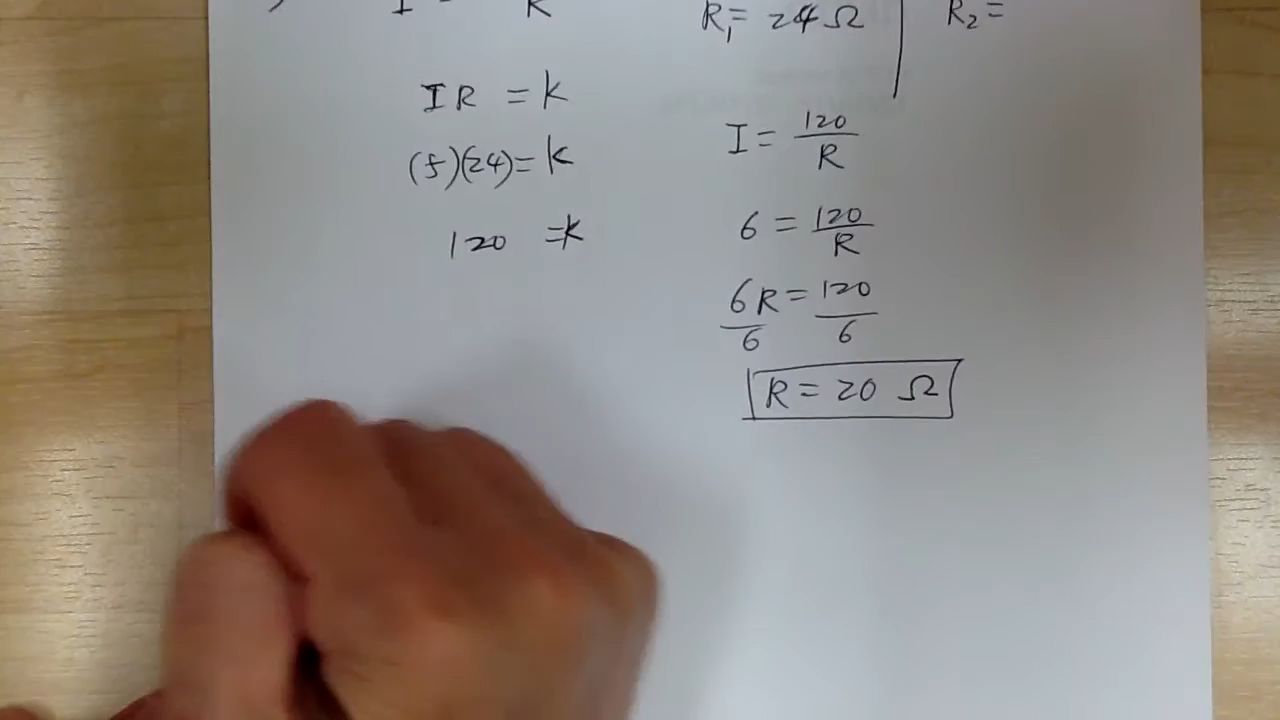 I =
R
IR = k
(5)(24) = k
120 = k
R₁ = 24 Ω
R₂ =
I = 120/R
6 = 120/R
6R/6 = 120/6
R = 20 Ω